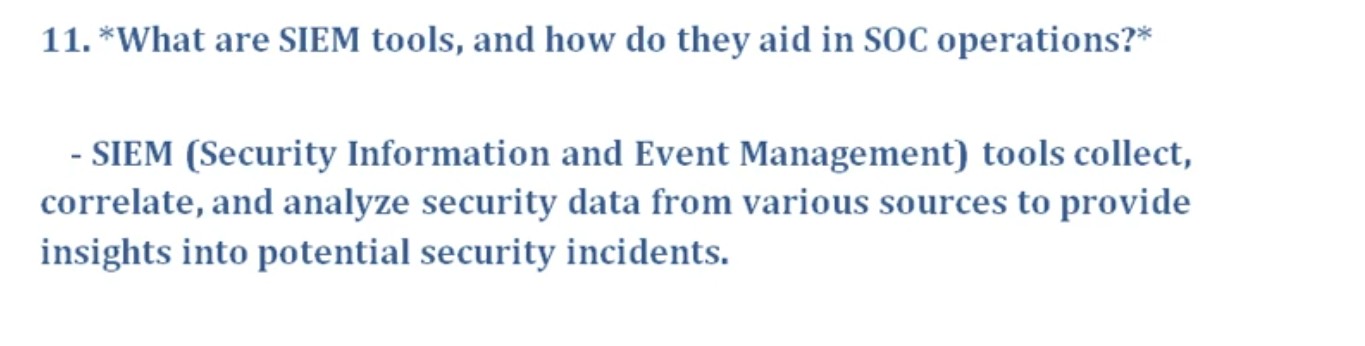 11. *What are SIEM tools, and how do they aid in SOC operations?*
- SIEM (Security Information and Event Management) tools collect,
correlate, and analyze security data from various sources to provide
insights into potential security incidents.